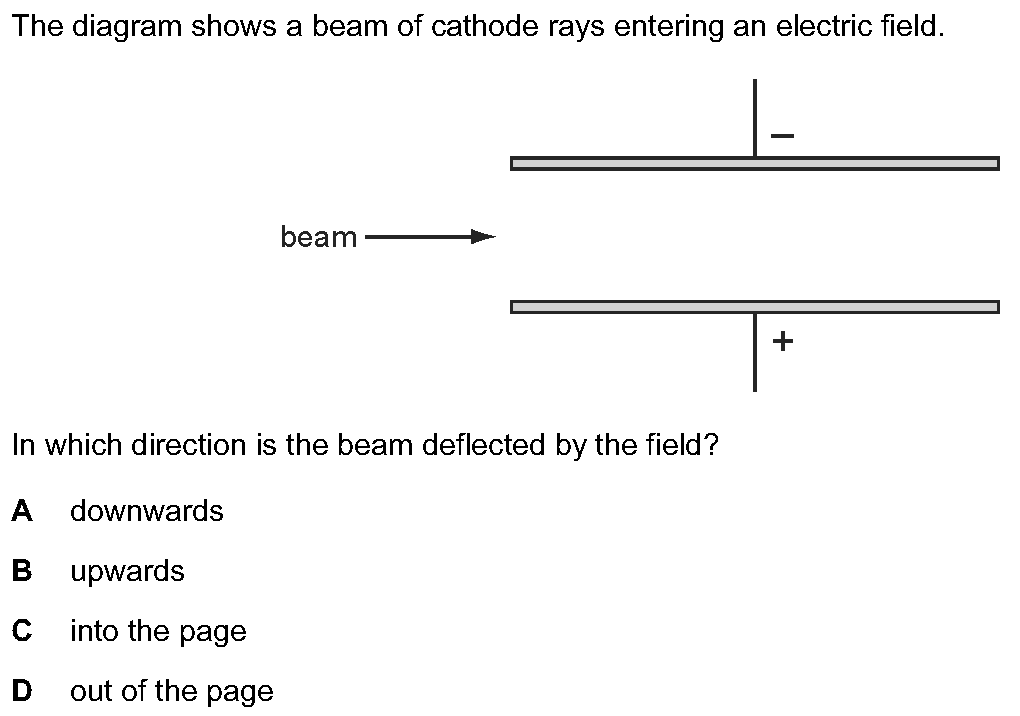 The diagram shows a beam of cathode rays entering an electric field.
–
beam
+
In which direction is the beam deflected by the field?
A downwards
B upwards
C into the page
D out of the page